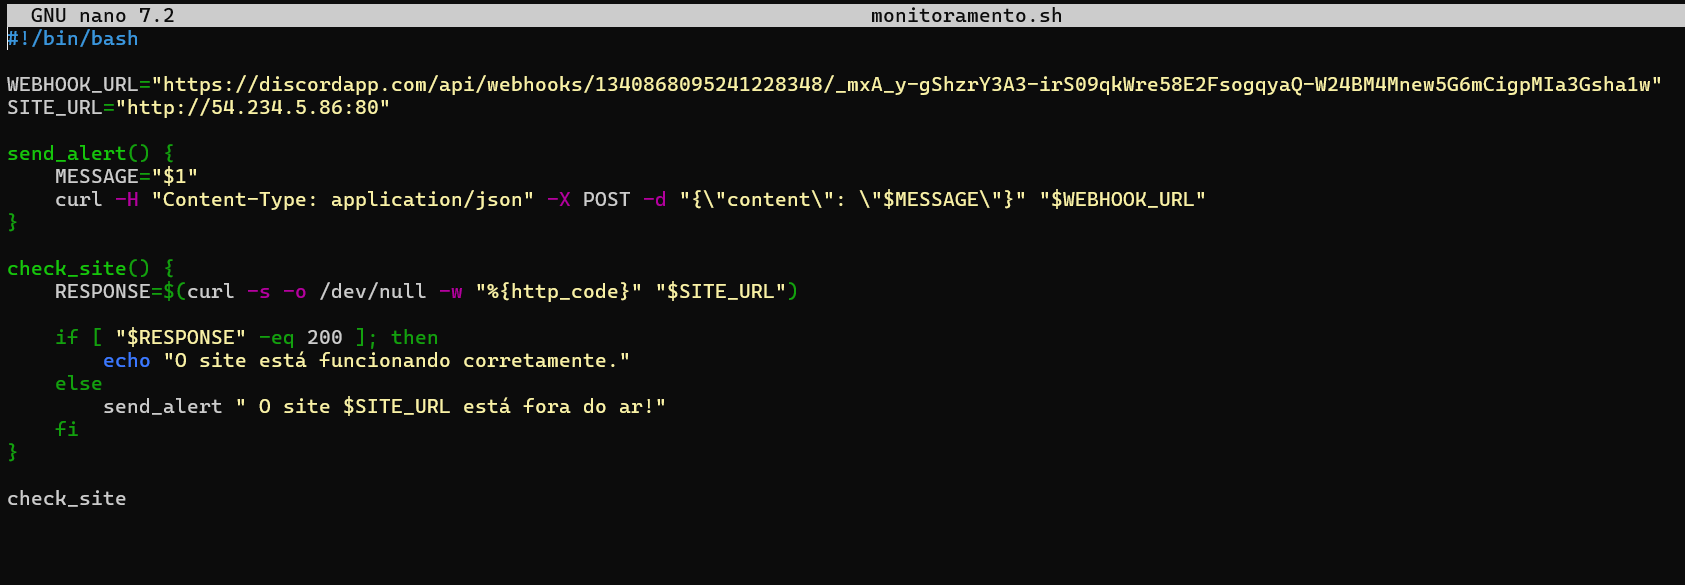 GNU nano 7.2 monitoramento.sh
#!/bin/bash
WEBHOOK_URL="https://discordapp.com/api/webhooks/1340868095241228348/_mxA_y-gShzrY3A3-irS09qkWre58E2FsogqyaQ-W24BM4Mnew5G6mCigpMIa3Gsha1w"
SITE_URL="http://54.234.5.86:80"
send_alert() {
    MESSAGE="$1"
    curl -H "Content-Type: application/json" -X POST -d "{\"content\": \"$MESSAGE\"}" "$WEBHOOK_URL"
}
check_site() {
    RESPONSE=$(curl -s -o /dev/null -w "%{http_code}" "$SITE_URL")
    if [ "$RESPONSE" -eq 200 ]; then
        echo "O site está funcionando corretamente."
    else
        send_alert " O site $SITE_URL está fora do ar!"
    fi
}
check_site